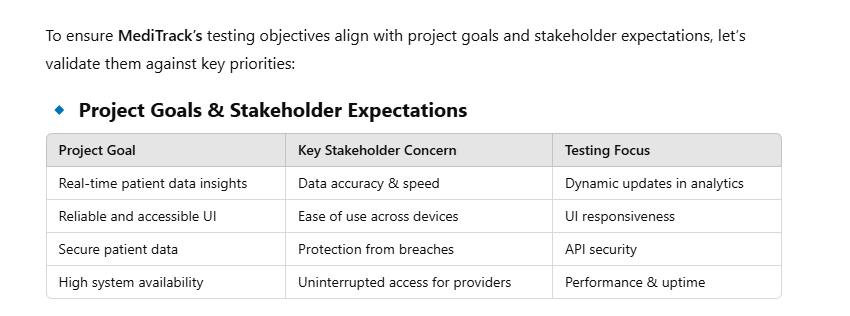 To ensure MediTrack's testing objectives align with project goals and stakeholder expectations, let's
validate them against key priorities:
Project Goals & Stakeholder Expectations
Project Goal Key Stakeholder Concern Testing Focus
Real-time patient data insights Data accuracy & speed Dynamic updates in analytics
Reliable and accessible UI Ease of use across devices UI responsiveness
Secure patient data Protection from breaches API security
High system availability Uninterrupted access for providers Performance & uptime